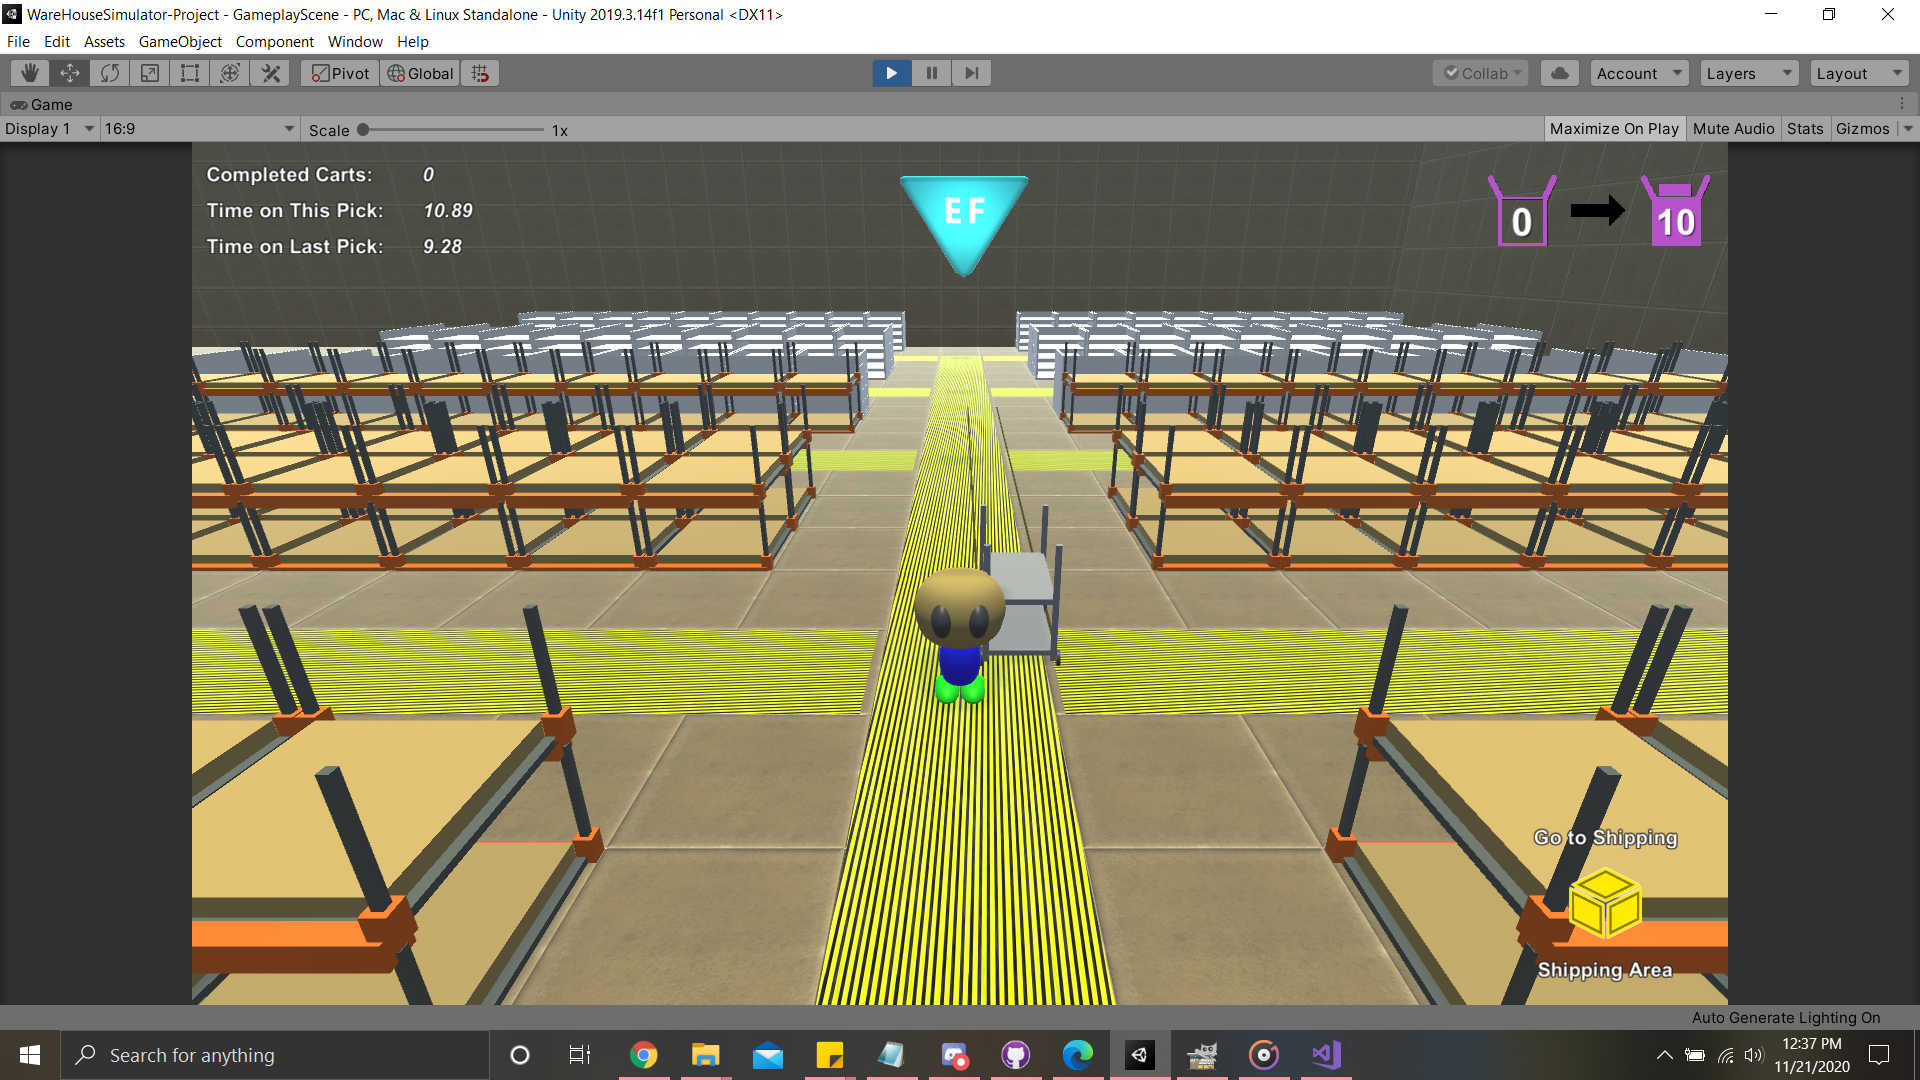 WareHouseSimulator-Project - GameplayScene - PC, Mac & Linux Standalone - Unity 2019.3.14f1 Personal <DX11>
File Edit Assets GameObject Component Window Help
Pivot Global Collab Account Layers Layout
Game
Display 1 16:9 Scale 1x Maximize On Play Mute Audio Stats Gizmos
Completed Carts: 0
Time on This Pick: 10.89
Time on Last Pick: 9.28
EF
0 10
Go to Shipping
Shipping Area
Auto Generate Lighting On
Search for anything
12:37 PM
11/21/2020